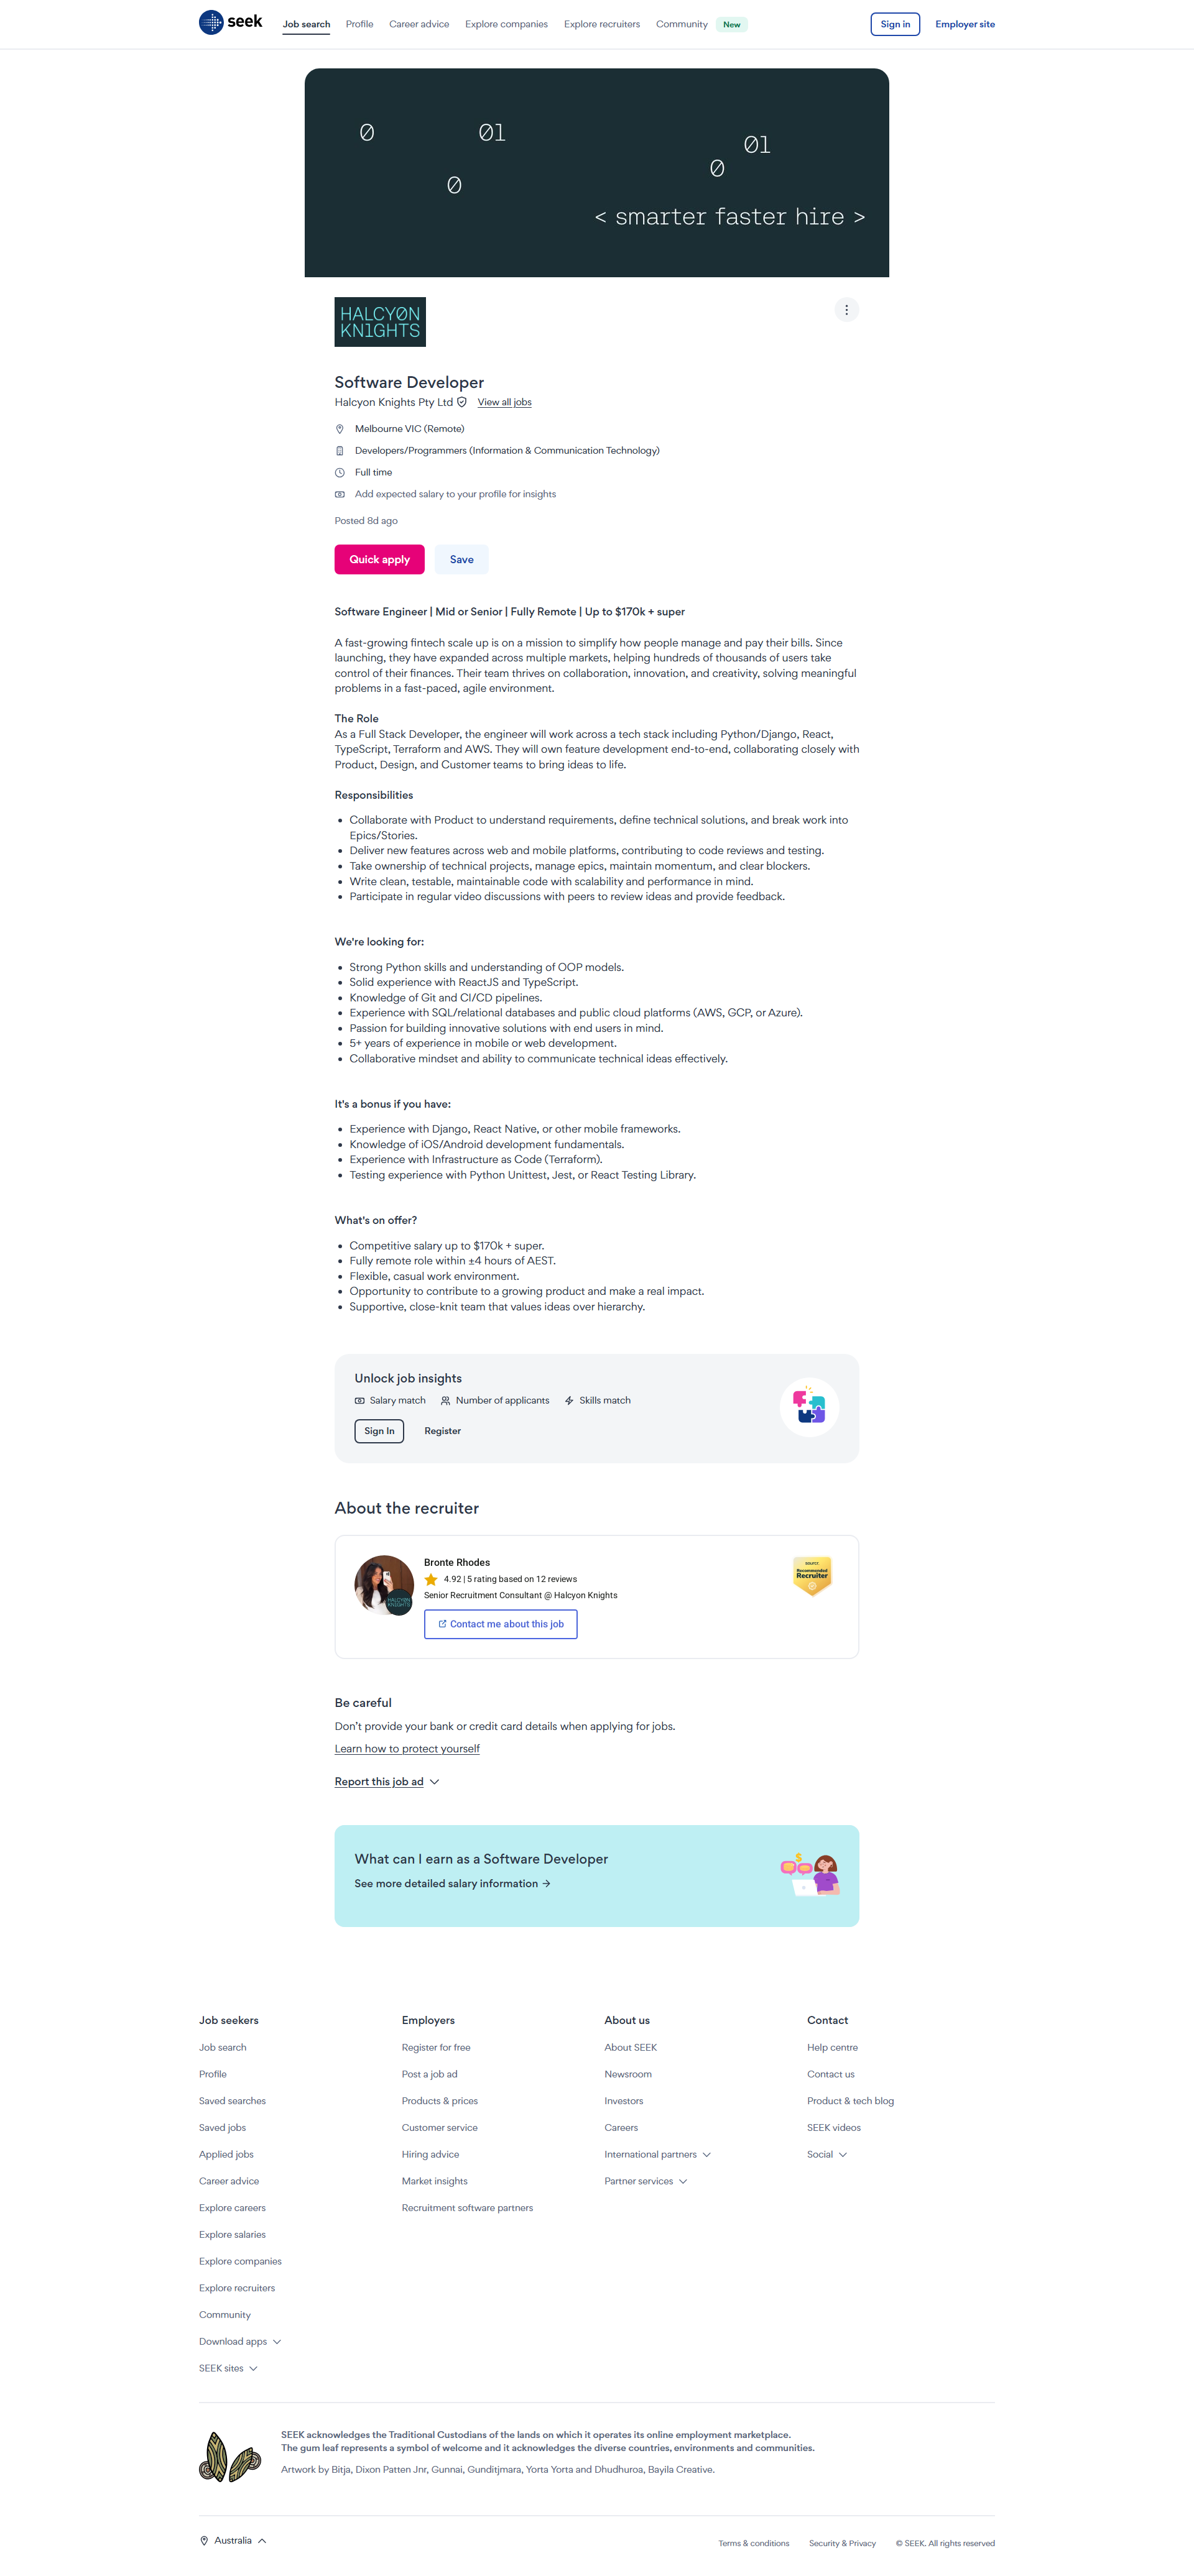 seek
Job search Profile Career advice Explore companies Explore recruiters Community New Sign in Employer site
0 01 01
0 0
< smarter faster hire >
HALCY0N
KN1GHTS
Software Developer
Halcyon Knights Pty Ltd View all jobs
Melbourne VIC (Remote)
Developers/Programmers (Information & Communication Technology)
Full time
Add expected salary to your profile for insights
Posted 8d ago
Quick apply Save
Software Engineer | Mid or Senior | Fully Remote | Up to $170k + super
A fast-growing fintech scale up is on a mission to simplify how people manage and pay their bills. Since
launching, they have expanded across multiple markets, helping hundreds of thousands of users take
control of their finances. Their team thrives on collaboration, innovation, and creativity, solving meaningful
problems in a fast-paced, agile environment.
The Role
As a Full Stack Developer, the engineer will work across a tech stack including Python/Django, React,
TypeScript, Terraform and AWS. They will own feature development end-to-end, collaborating closely with
Product, Design, and Customer teams to bring ideas to life.
Responsibilities
• Collaborate with Product to understand requirements, define technical solutions, and break work into
Epics/Stories.
• Deliver new features across web and mobile platforms, contributing to code reviews and testing.
• Take ownership of technical projects, manage epics, maintain momentum, and clear blockers.
• Write clean, testable, maintainable code with scalability and performance in mind.
• Participate in regular video discussions with peers to review ideas and provide feedback.
We're looking for:
• Strong Python skills and understanding of OOP models.
• Solid experience with ReactJS and TypeScript.
• Knowledge of Git and CI/CD pipelines.
• Experience with SQL/relational databases and public cloud platforms (AWS, GCP, or Azure).
• Passion for building innovative solutions with end users in mind.
• 5+ years of experience in mobile or web development.
• Collaborative mindset and ability to communicate technical ideas effectively.
It's a bonus if you have:
• Experience with Django, React Native, or other mobile frameworks.
• Knowledge of iOS/Android development fundamentals.
• Experience with Infrastructure as Code (Terraform).
• Testing experience with Python Unittest, Jest, or React Testing Library.
What's on offer?
• Competitive salary up to $170k + super.
• Fully remote role within ±4 hours of AEST.
• Flexible, casual work environment.
• Opportunity to contribute to a growing product and make a real impact.
• Supportive, close-knit team that values ideas over hierarchy.
Unlock job insights
Salary match Number of applicants Skills match
Sign In Register
About the recruiter
Bronte Rhodes
4.92 | 5 rating based on 12 reviews
Senior Recruitment Consultant @ Halcyon Knights
Contact me about this job
HALCY0N
KN1GHTS
sourcr
Recommended
Recruiter
Be careful
Don't provide your bank or credit card details when applying for jobs.
Learn how to protect yourself
Report this job ad
What can I earn as a Software Developer
See more detailed salary information →
Job seekers Employers About us Contact
Job search Register for free About SEEK Help centre
Profile Post a job ad Newsroom Contact us
Saved searches Products & prices Investors Product & tech blog
Saved jobs Customer service Careers SEEK videos
Applied jobs Hiring advice International partners Social
Career advice Market insights Partner services
Explore careers Recruitment software partners
Explore salaries
Explore companies
Explore recruiters
Community
Download apps
SEEK sites
SEEK acknowledges the Traditional Custodians of the lands on which it operates its online employment marketplace.
The gum leaf represents a symbol of welcome and it acknowledges the diverse countries, environments and communities.
Artwork by Bitja, Dixon Patten Jnr, Gunnai, Gunditjmara, Yorta Yorta and Dhudhuroa, Bayila Creative.
Australia Terms & conditions Security & Privacy © SEEK. All rights reserved